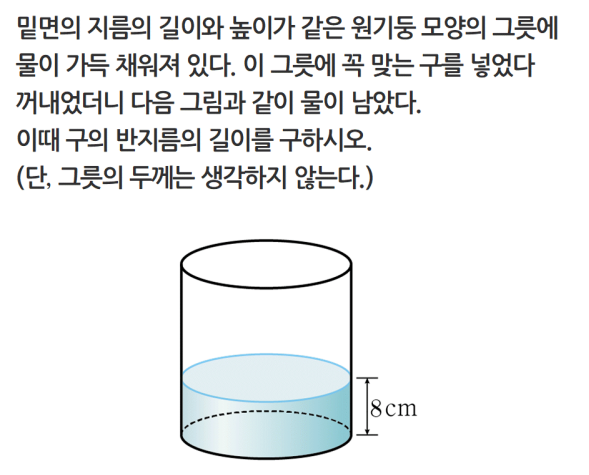 밑면의 지름의 길이와 높이가 같은 원기둥 모양의 그릇에
물이 가득 채워져 있다. 이 그릇에 꼭 맞는 구를 넣었다
꺼내었더니 다음 그림과 같이 물이 남았다.
이때 구의 반지름의 길이를 구하시오.
(단, 그릇의 두께는 생각하지 않는다.)
8cm